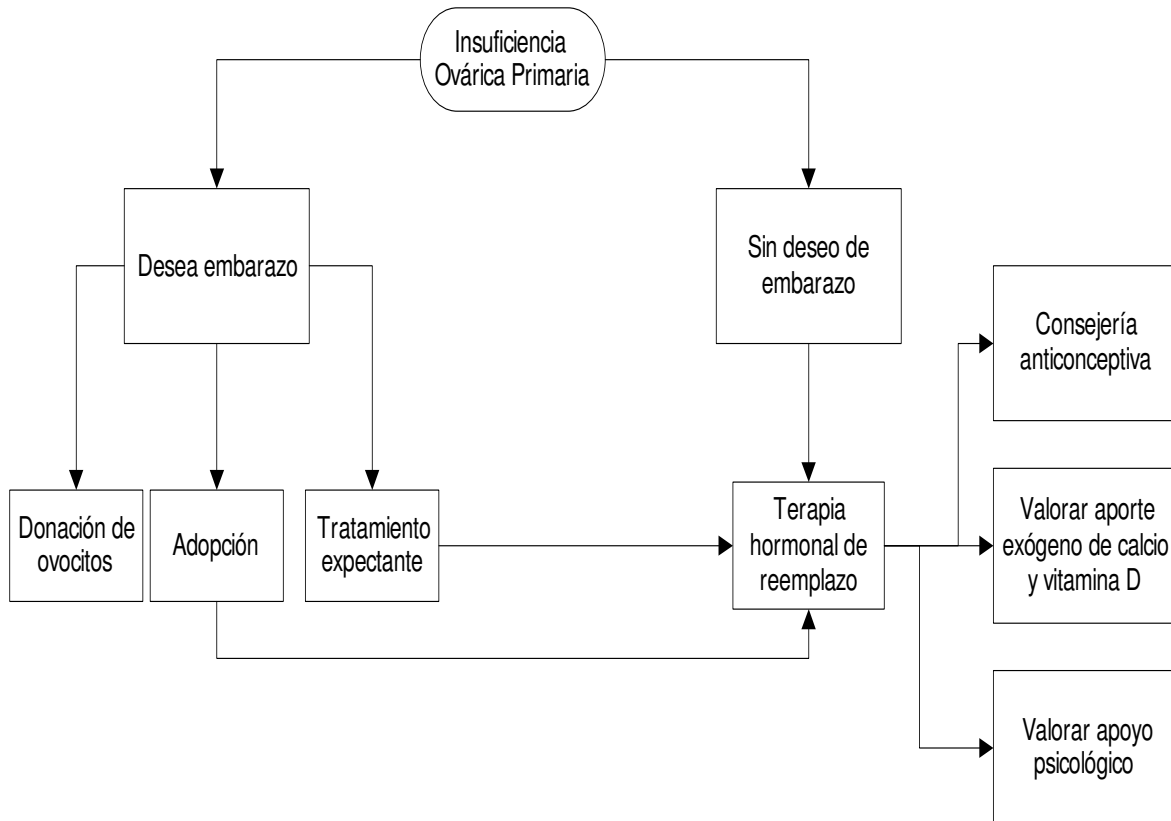 Insuficiencia
Ovárica Primaria
Desea embarazo
Sin deseo de
embarazo
Consejería
anticonceptiva
Donación de
ovocitos
Adopción
Tratamiento
expectante
Terapia
hormonal de
reemplazo
Valorar aporte
exógeno de calcio
y vitamina D
Valorar apoyo
psicológico